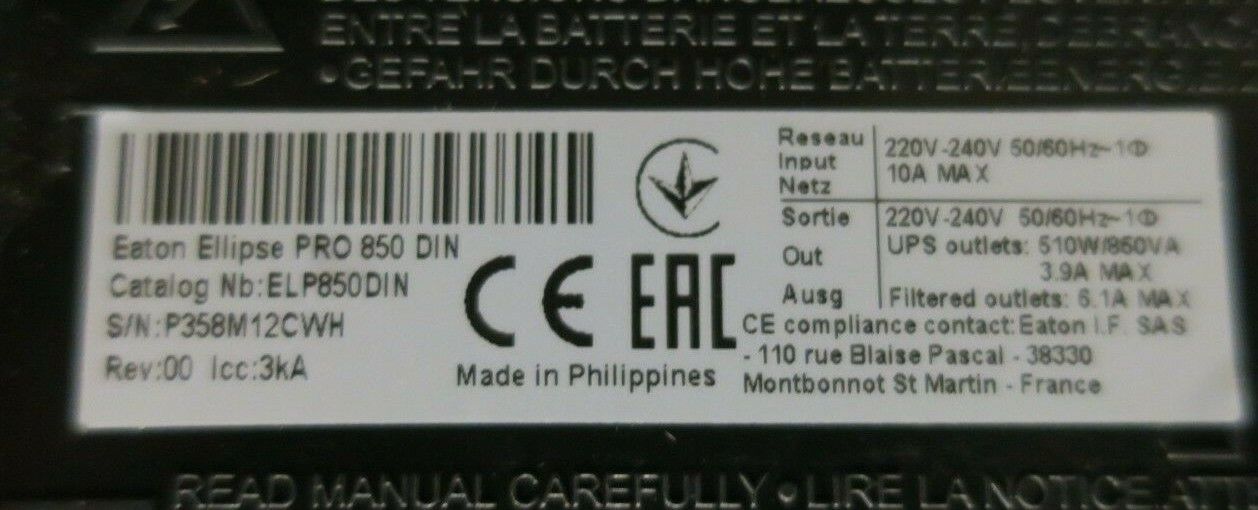 ENTRE LA BATTERIE ET LA TERRE, DEBRANC
•GEFAHR DURCH HOHE BATTERIEENERGIE.
Eaton Ellipse PRO 850 DIN
Catalog Nb:ELP850DIN
S/N:P358M12CWH
Rev:00 Icc:3kA
CE EAC
Made in Philippines
Reseau
Input
Netz
220V-240V 50/60Hz~1Φ
10A MAX
Sortie
Out
Ausg
220V-240V 50/60Hz~1Φ
UPS outlets: 510W/850VA
3.9A MAX
Filtered outlets: 6.1A MAX
CE compliance contact:Eaton I.F. SAS
- 110 rue Blaise Pascal - 38330
Montbonnot St Martin - France
READ MANUAL CAREFULLY •LIRE LA NOTICE ATT